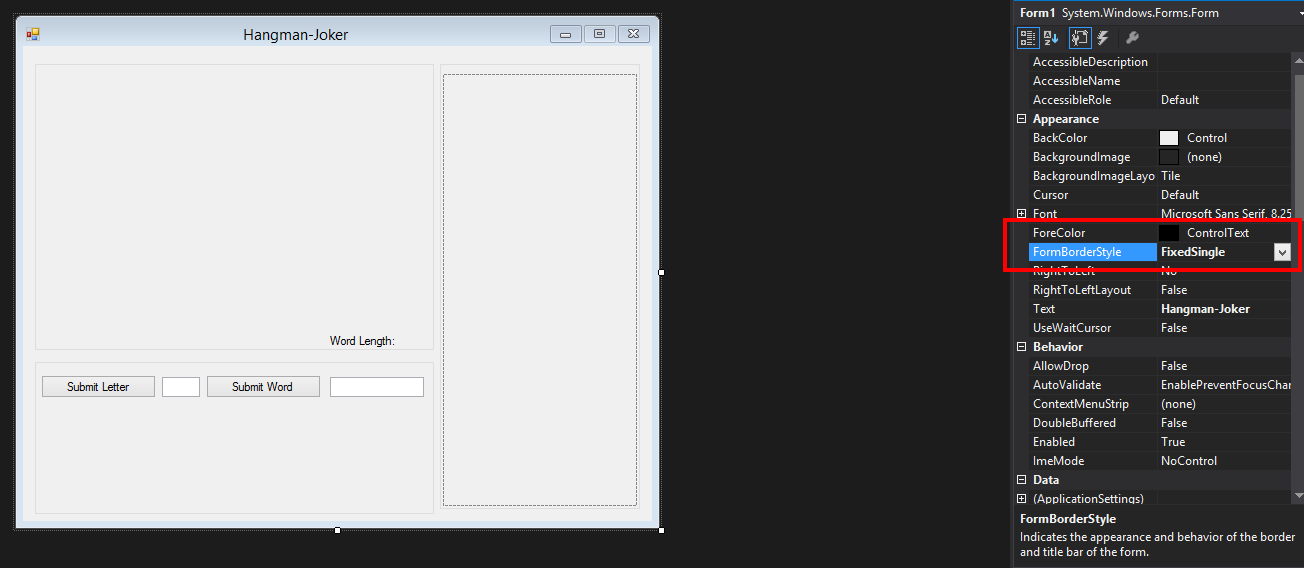 Hangman-Joker
Word Length:
Submit Letter
Submit Word
Form1 System.Windows.Forms.Form
AccessibleDescription
AccessibleName
AccessibleRole Default
Appearance
BackColor Control
BackgroundImage (none)
BackgroundImageLayo Tile
Cursor Default
Font Microsoft Sans Serif, 8.25
ForeColor ControlText
FormBorderStyle FixedSingle
RightToLeft No
RightToLeftLayout False
Text Hangman-Joker
UseWaitCursor False
Behavior
AllowDrop False
AutoValidate EnablePreventFocusChan
ContextMenuStrip (none)
DoubleBuffered False
Enabled True
ImeMode NoControl
Data
(ApplicationSettings)
FormBorderStyle
Indicates the appearance and behavior of the border
and title bar of the form.